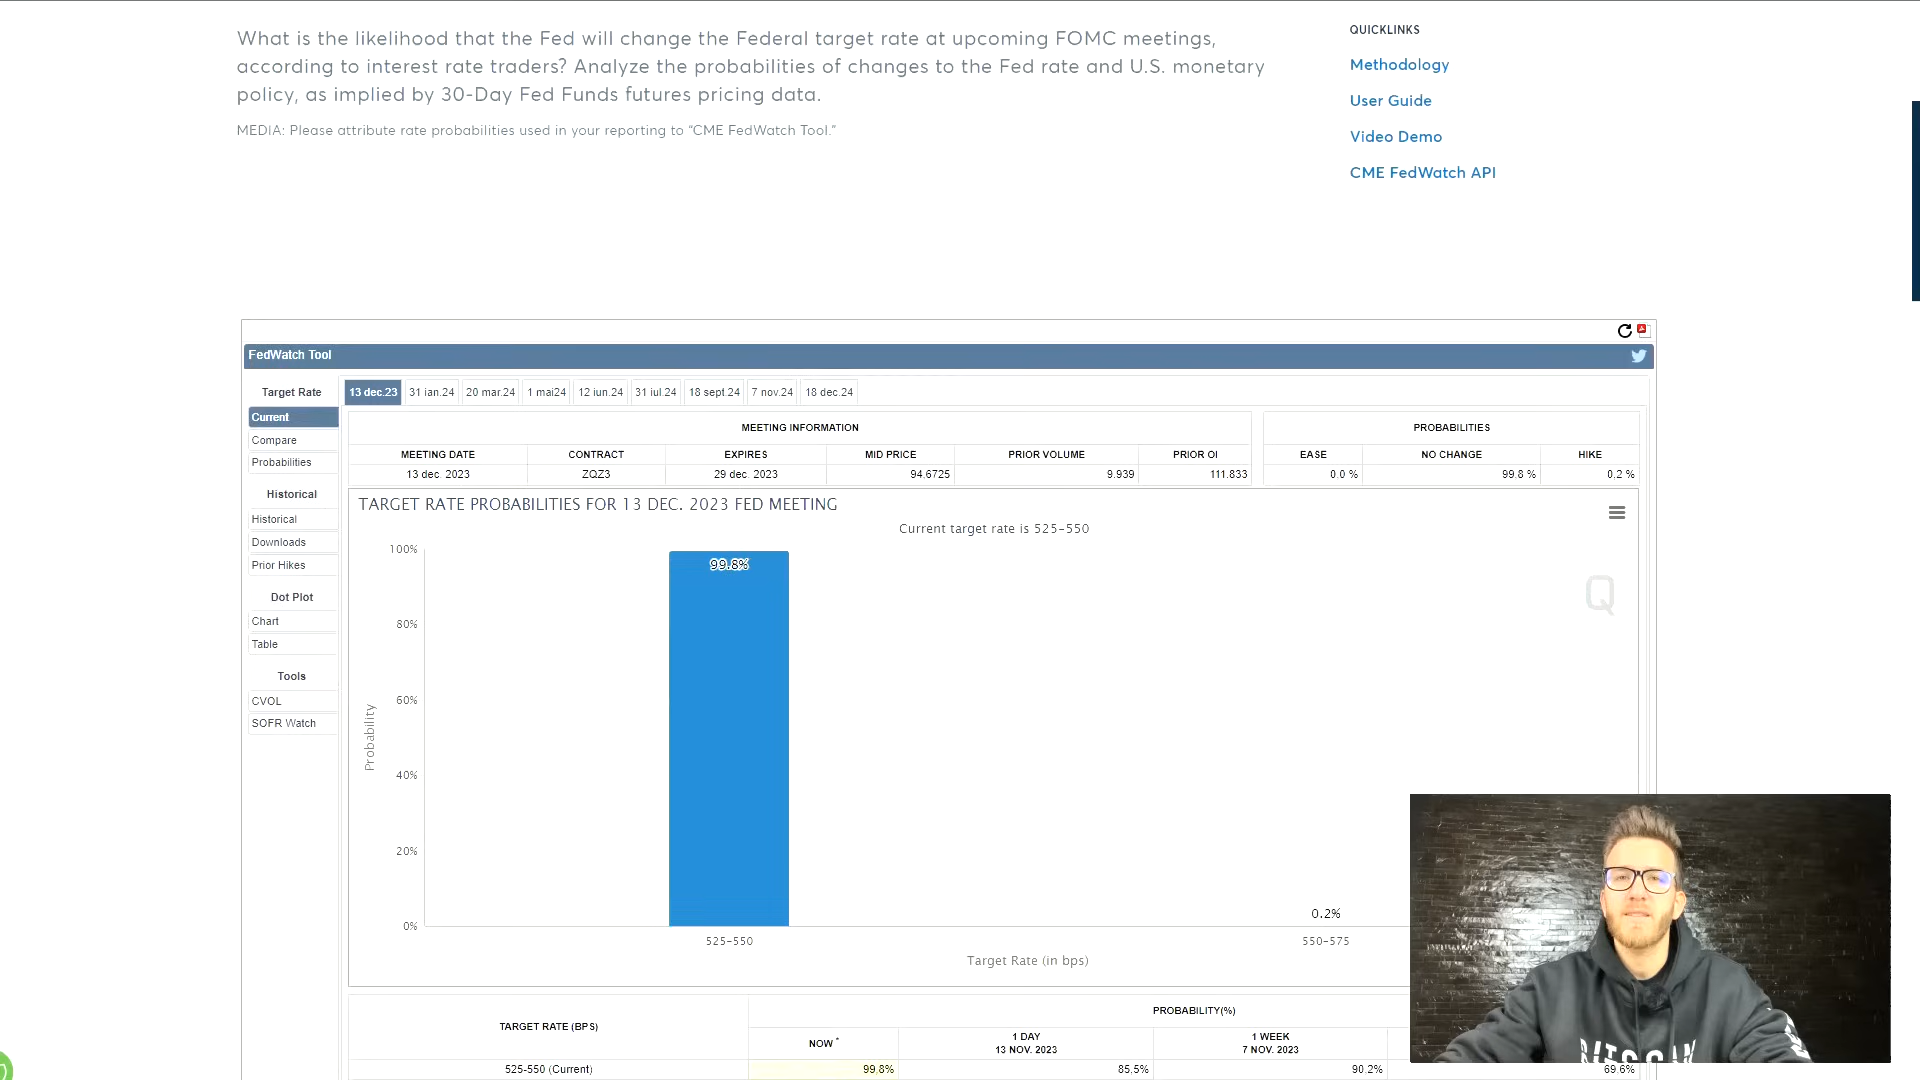 What is the likelihood that the Fed will change the Federal target rate at upcoming FOMC meetings,
according to interest rate traders? Analyze the probabilities of changes to the Fed rate and U.S. monetary
policy, as implied by 30-Day Fed Funds futures pricing data.
MEDIA: Please attribute rate probabilities used in your reporting to “CME FedWatch Tool.”
QUICKLINKS
Methodology
User Guide
Video Demo
CME FedWatch API
FedWatch Tool
Target Rate
Current
Compare
Probabilities
Historical
Historical
Downloads
Prior Hikes
Dot Plot
Chart
Table
Tools
CVOL
SOFR Watch
13 dec.23 31 ian.24 20 mar.24 1 mai24 12 iun.24 31 iul.24 18 sept.24 7 nov.24 18 dec.24
MEETING INFORMATION
MEETING DATE CONTRACT EXPIRES MID PRICE PRIOR VOLUME PRIOR OI
13 dec. 2023 ZQZ3 29 dec. 2023 94.6725 9.939 111.833
PROBABILITIES
EASE NO CHANGE HIKE
0.0 % 99.8 % 0.2 %
TARGET RATE PROBABILITIES FOR 13 DEC. 2023 FED MEETING
Current target rate is 525-550
Probability
100%
80%
60%
40%
20%
0%
99.8%
0.2%
525-550 550-575
Target Rate (in bps)
Q
TARGET RATE (BPS) PROBABILITY(%)
NOW * 1 DAY 1 WEEK
13 NOV. 2023 7 NOV. 2023
525-550 (Current) 99.8% 85.5% 90.2% 69.6%